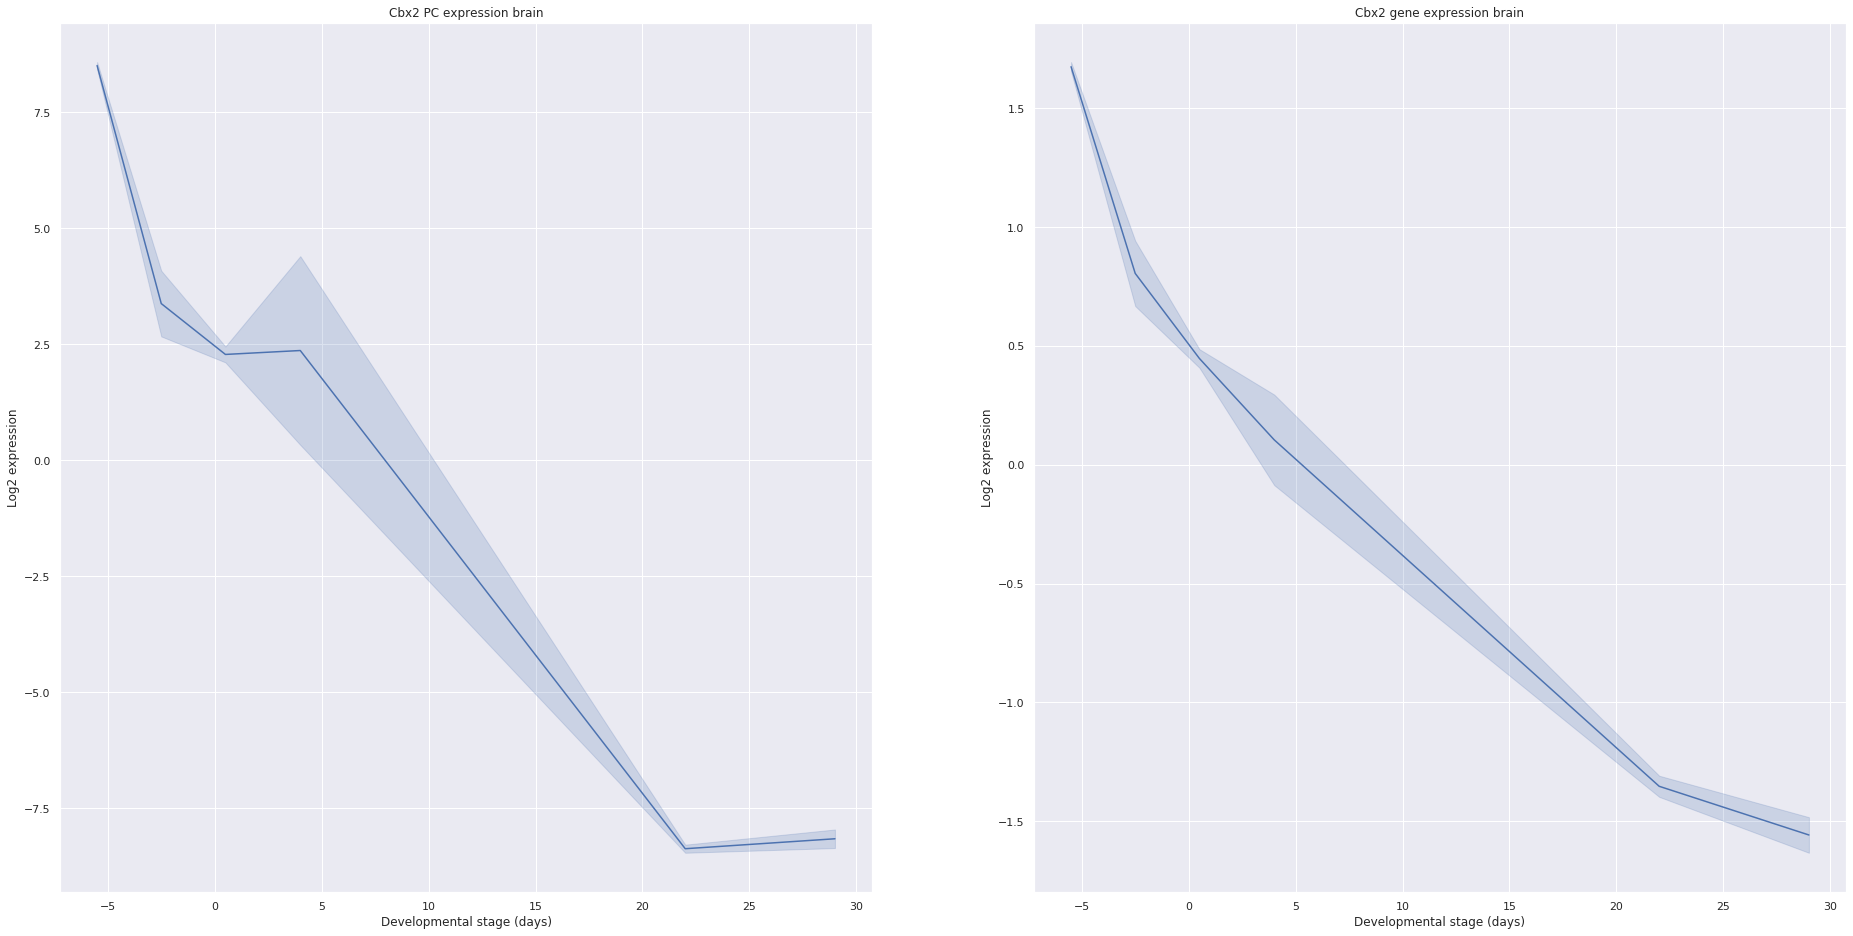 Cbx2 PC expression brain
Log2 expression
7.5
5.0
2.5
0.0
−2.5
−5.0
−7.5
−5 0 5 10 15 20 25 30
Developmental stage (days)
Cbx2 gene expression brain
Log2 expression
1.5
1.0
0.5
0.0
−0.5
−1.0
−1.5
−5 0 5 10 15 20 25 30
Developmental stage (days)